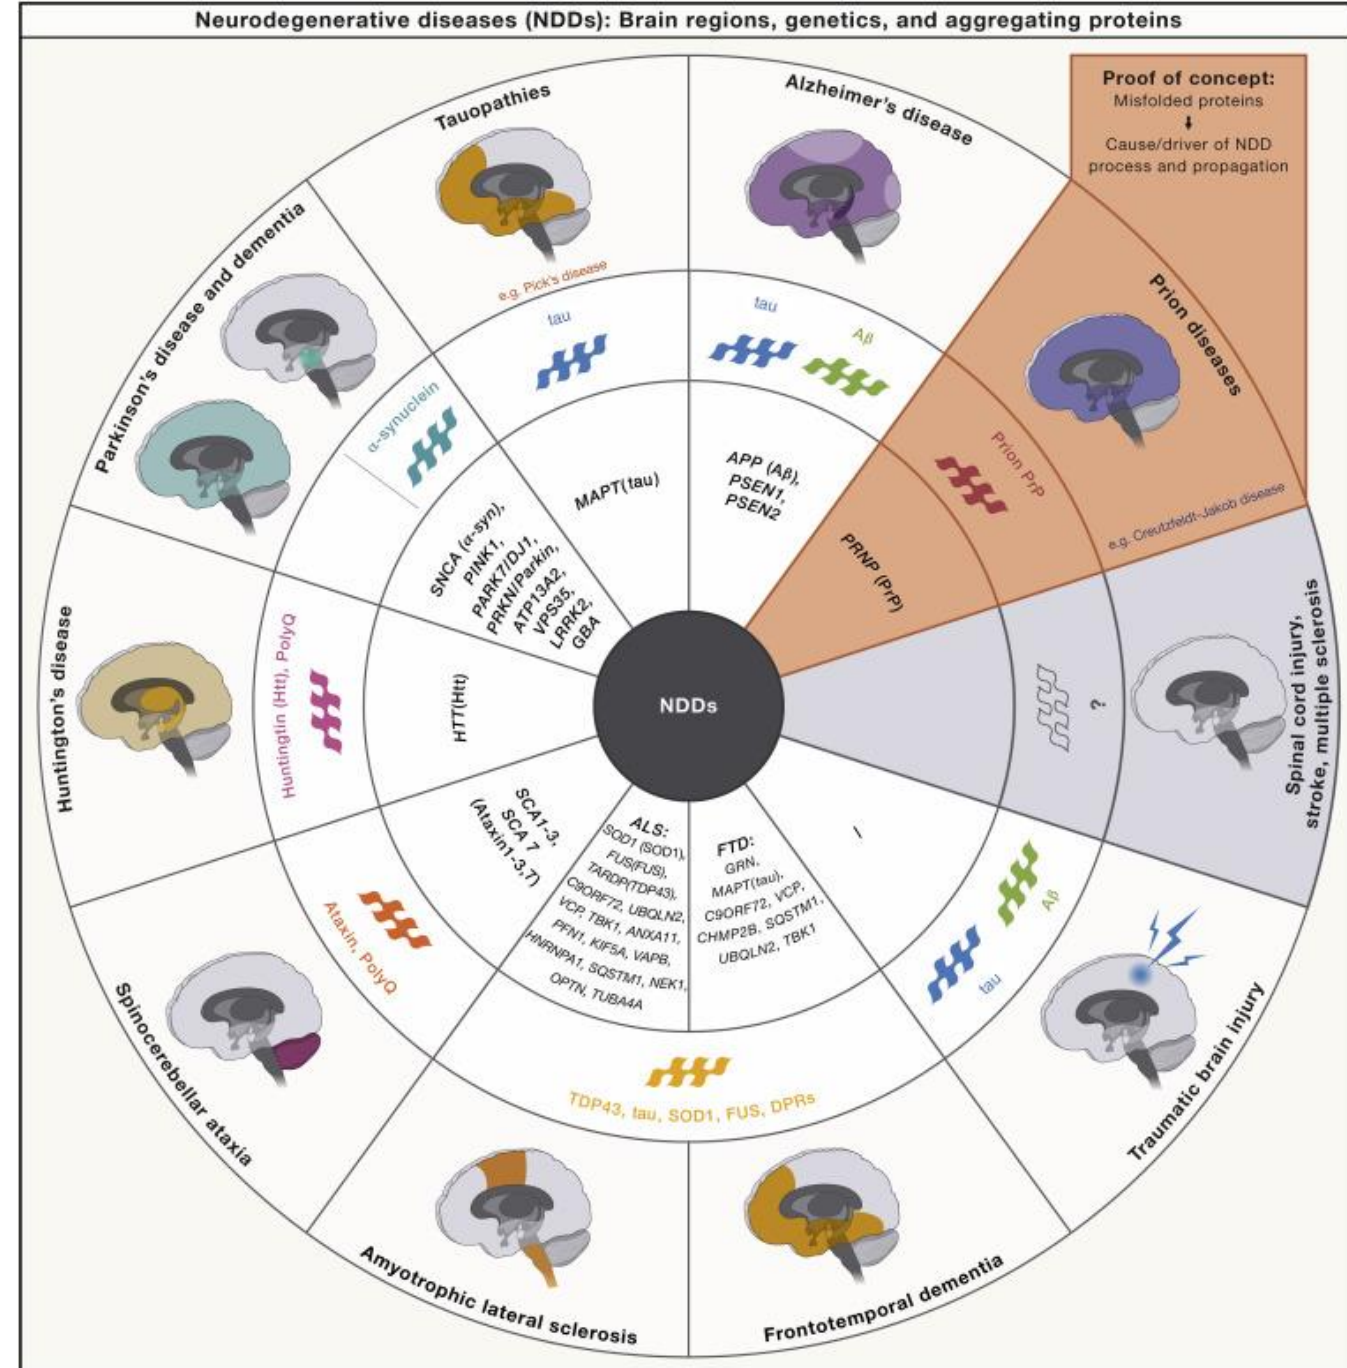 Neurodegenerative diseases (NDDs): Brain regions, genetics, and aggregating proteins
Proof of concept:
Misfolded proteins
Cause/driver of NDD
process and propagation
Tauopathies
e.g. Pick's disease
tau
MAPT(tau)
Alzheimer's disease
tau
Aβ
APP (Aβ),
PSEN1,
PSEN2
Prion diseases
e.g. Creutzfeldt-Jakob disease
Prion PrP
PRNP (PrP)
Spinal cord injury,
stroke, multiple sclerosis
?
Traumatic brain injury
Aβ
tau
/
Frontotemporal dementia
FTD:
GRN,
MAPT(tau),
C9ORF72, VCP,
CHMP2B, SQSTM1,
UBQLN2, TBK1
TDP43, tau, SOD1, FUS, DPRs
Amyotrophic lateral sclerosis
ALS:
SOD1 (SOD1),
FUS(FUS),
TARDP(TDP43),
C9ORF72, UBQLN2,
VCP, TBK1, ANXA11,
PFN1, KIF5A, VAPB,
HNRNPA1, SQSTM1, NEK1,
OPTN, TUBA4A
Spinocerebellar ataxia
Ataxin, PolyQ
SCA1-3,
SCA 7
(Ataxin1-3,7)
Huntington's disease
Huntingtin (Htt), PolyQ
HTT(Htt)
Parkinson's disease and dementia
α-synuclein
SNCA (α-syn),
PINK1,
PARK7/DJ1,
PRKN/Parkin,
ATP13A2,
VPS35,
LRRK2,
GBA
NDDs